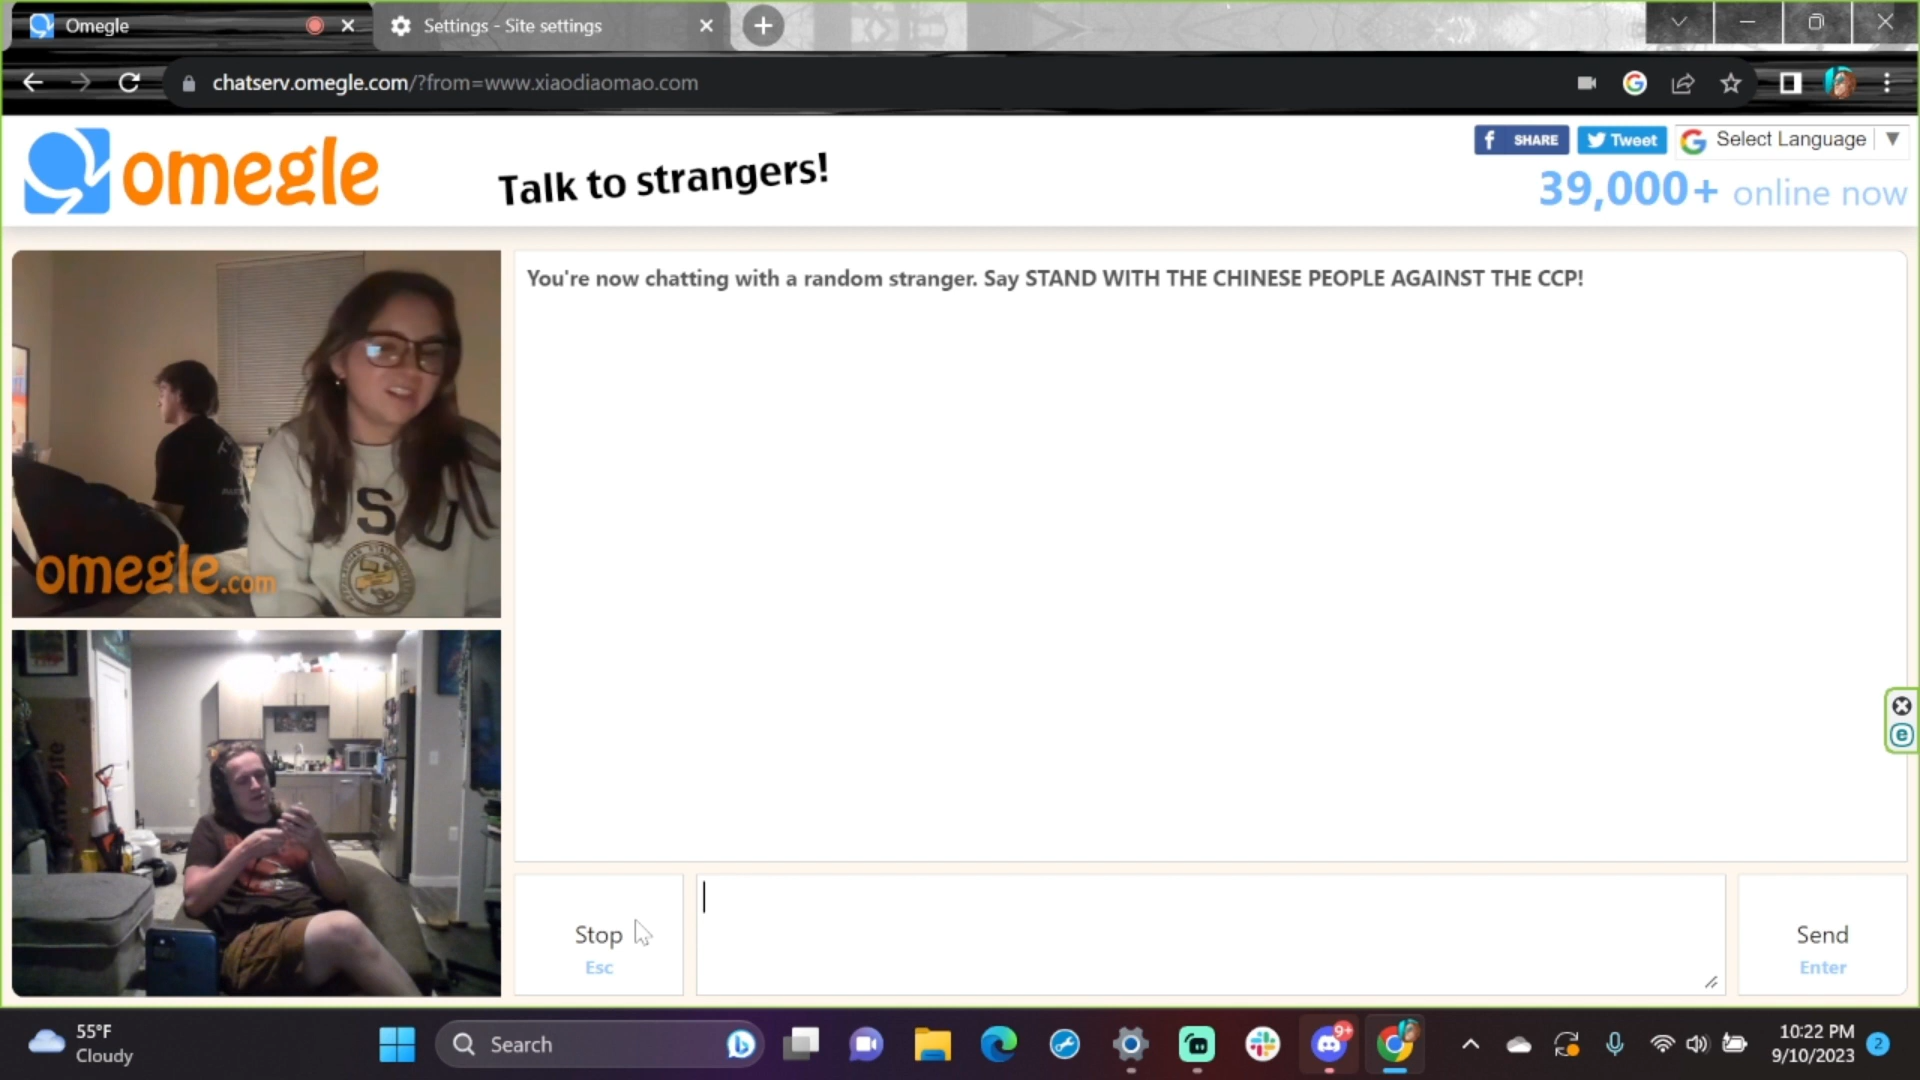 Omegle
Settings - Site settings
chatserv.omegle.com/?from=www.xiaodiaomao.com
omegle
Talk to strangers!
f SHARE
Tweet
Select Language
39,000+ online now
You're now chatting with a random stranger. Say STAND WITH THE CHINESE PEOPLE AGAINST THE CCP!
S U
omegle.com
Stop
Esc
Send
Enter
55°F
Cloudy
Search
9+
10:22 PM
9/10/2023
2